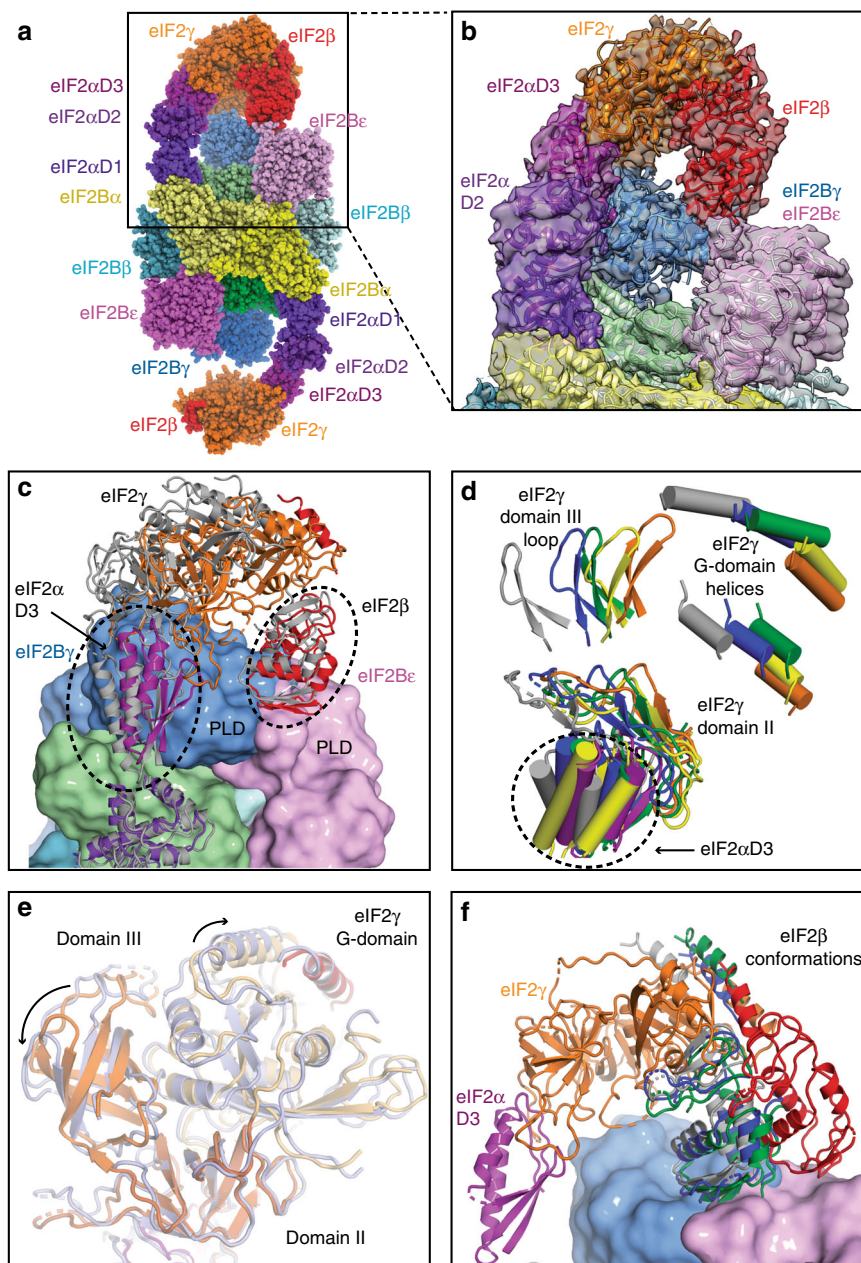 a
eIF2γ
eIF2β
eIF2αD3
eIF2αD2
eIF2Bε
eIF2αD1
eIF2Bα
eIF2Bβ
eIF2Bβ
eIF2Bα
eIF2Bε
eIF2αD1
eIF2Bγ
eIF2αD2
eIF2αD3
eIF2β
eIF2γ
b
eIF2γ
eIF2αD3
eIF2β
eIF2α
D2
eIF2Bγ
eIF2Bε
c
eIF2γ
eIF2α
D3
eIF2β
eIF2Bγ
eIF2Bε
PLD
PLD
d
eIF2γ
domain III
loop
eIF2γ
G-domain
helices
eIF2γ
domain II
eIF2αD3
e
Domain III
eIF2γ
G-domain
Domain II
f
eIF2β
conformations
eIF2γ
eIF2α
D3